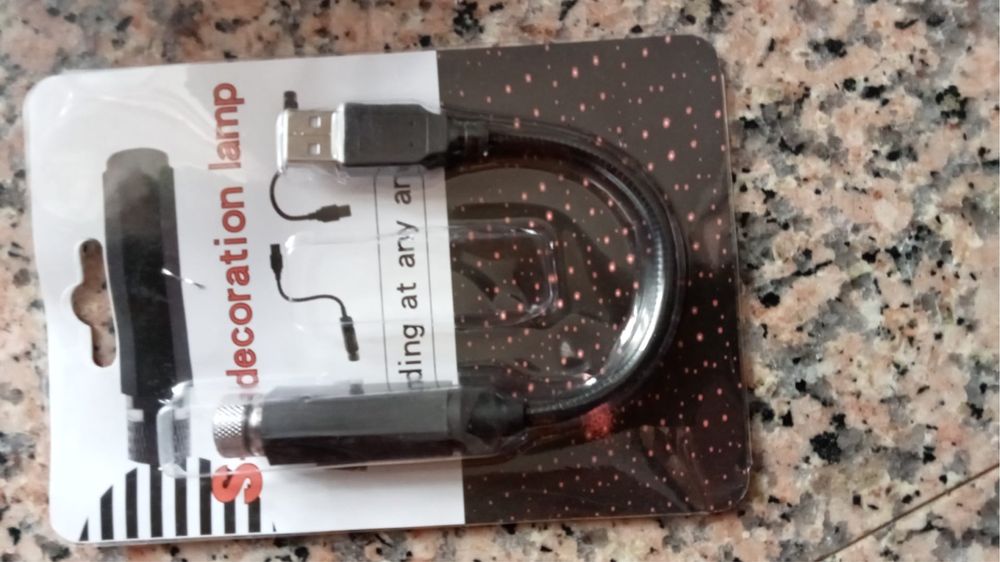 S decoration lamp
ding at any an